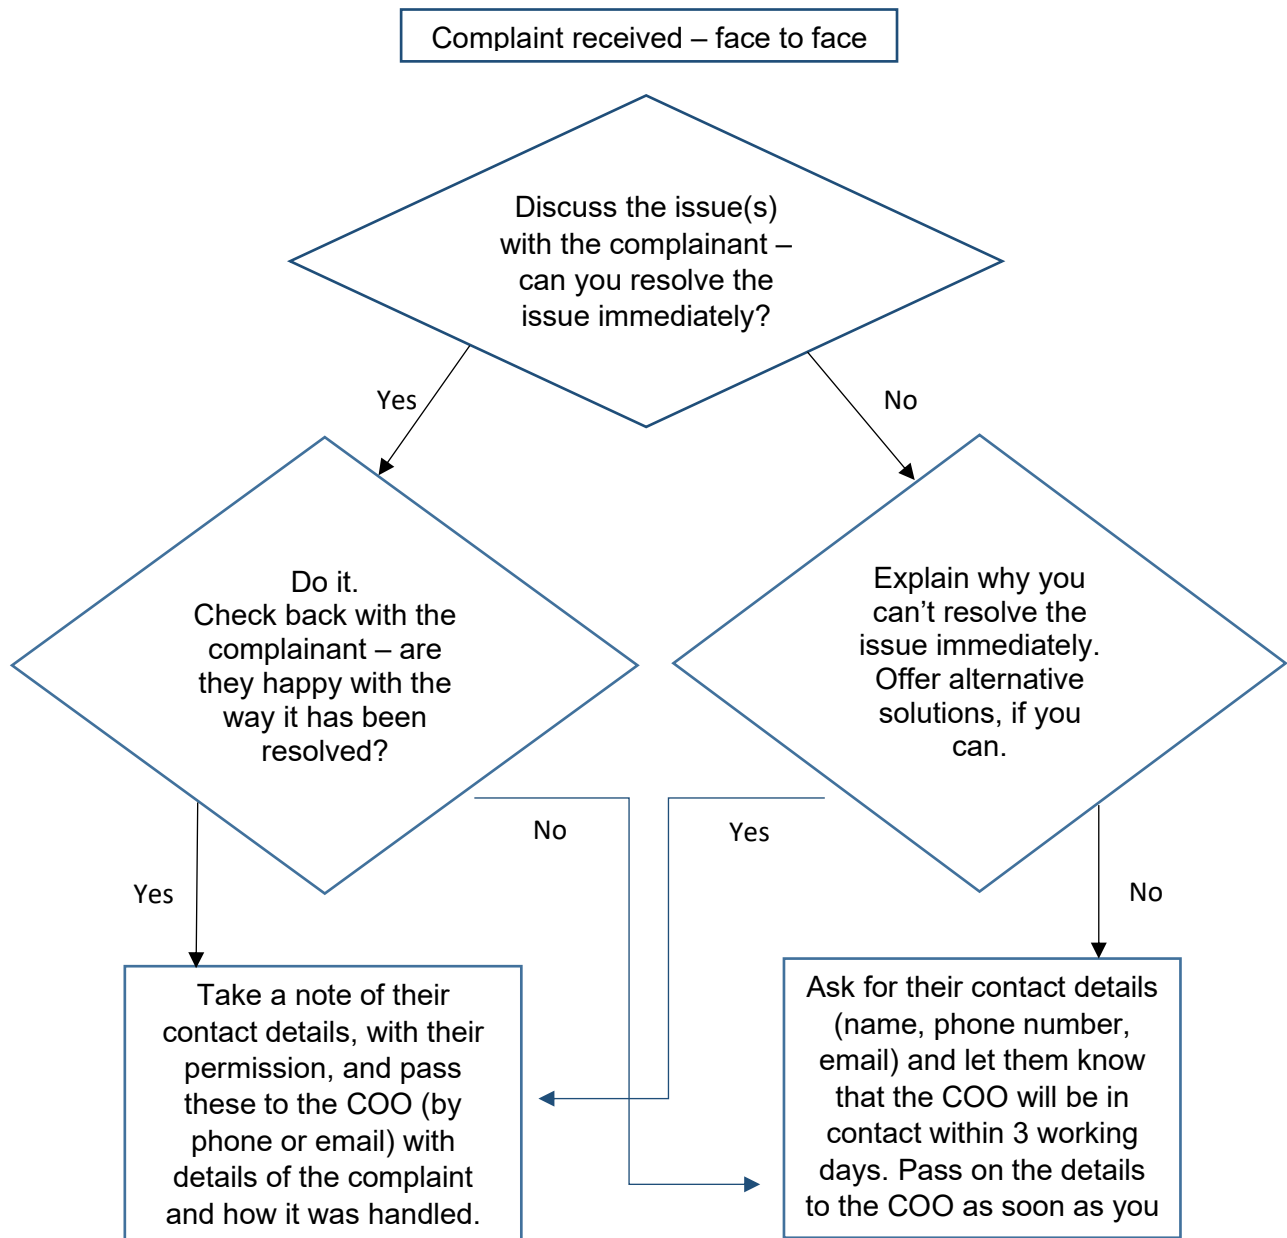 Complaint received – face to face
Discuss the issue(s)
with the complainant –
can you resolve the
issue immediately?
Yes
No
Do it.
Check back with the
complainant – are
they happy with the
way it has been
resolved?
Explain why you
can’t resolve the
issue immediately.
Offer alternative
solutions, if you
can.
No
Yes
Yes
No
Take a note of their
contact details, with their
permission, and pass
these to the COO (by
phone or email) with
details of the complaint
and how it was handled.
Ask for their contact details
(name, phone number,
email) and let them know
that the COO will be in
contact within 3 working
days. Pass on the details
to the COO as soon as you